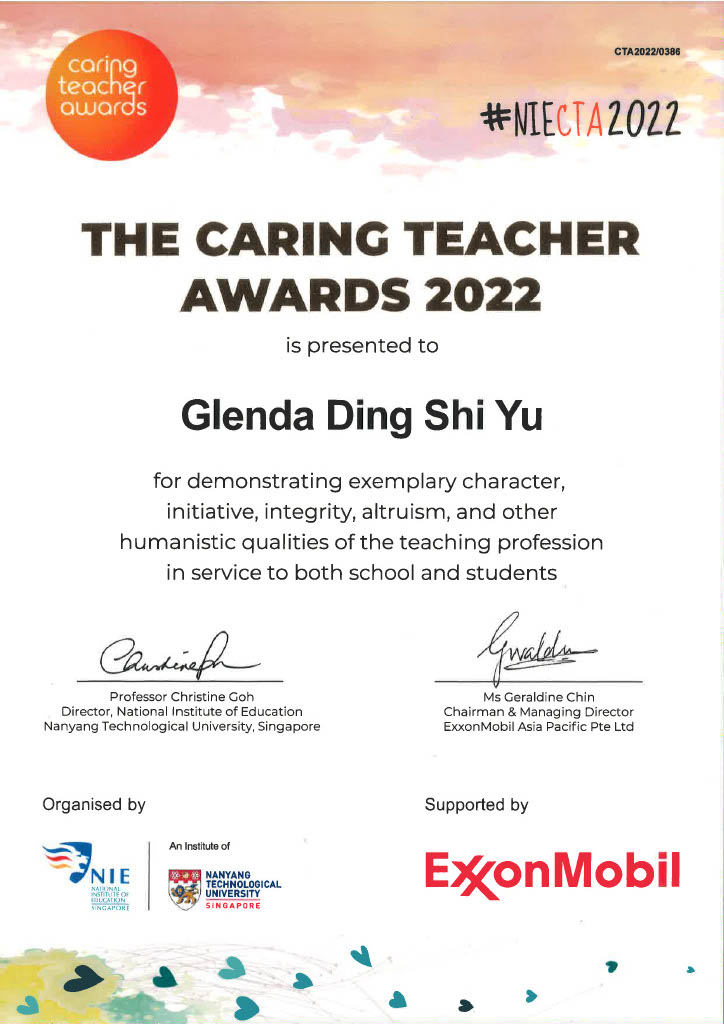 CTA2022/0386
caring
teacher
awards
#NIECTA2022
THE CARING TEACHER
AWARDS 2022
is presented to
Glenda Ding Shi Yu
for demonstrating exemplary character,
initiative, integrity, altruism, and other
humanistic qualities of the teaching profession
in service to both school and students
Professor Christine Goh
Director, National Institute of Education
Nanyang Technological University, Singapore
Ms Geraldine Chin
Chairman & Managing Director
ExxonMobil Asia Pacific Pte Ltd
Organised by
NIE
NATIONAL
INSTITUTE OF
EDUCATION
SINGAPORE
An Institute of
NANYANG
TECHNOLOGICAL
UNIVERSITY
SINGAPORE
Supported by
ExxonMobil